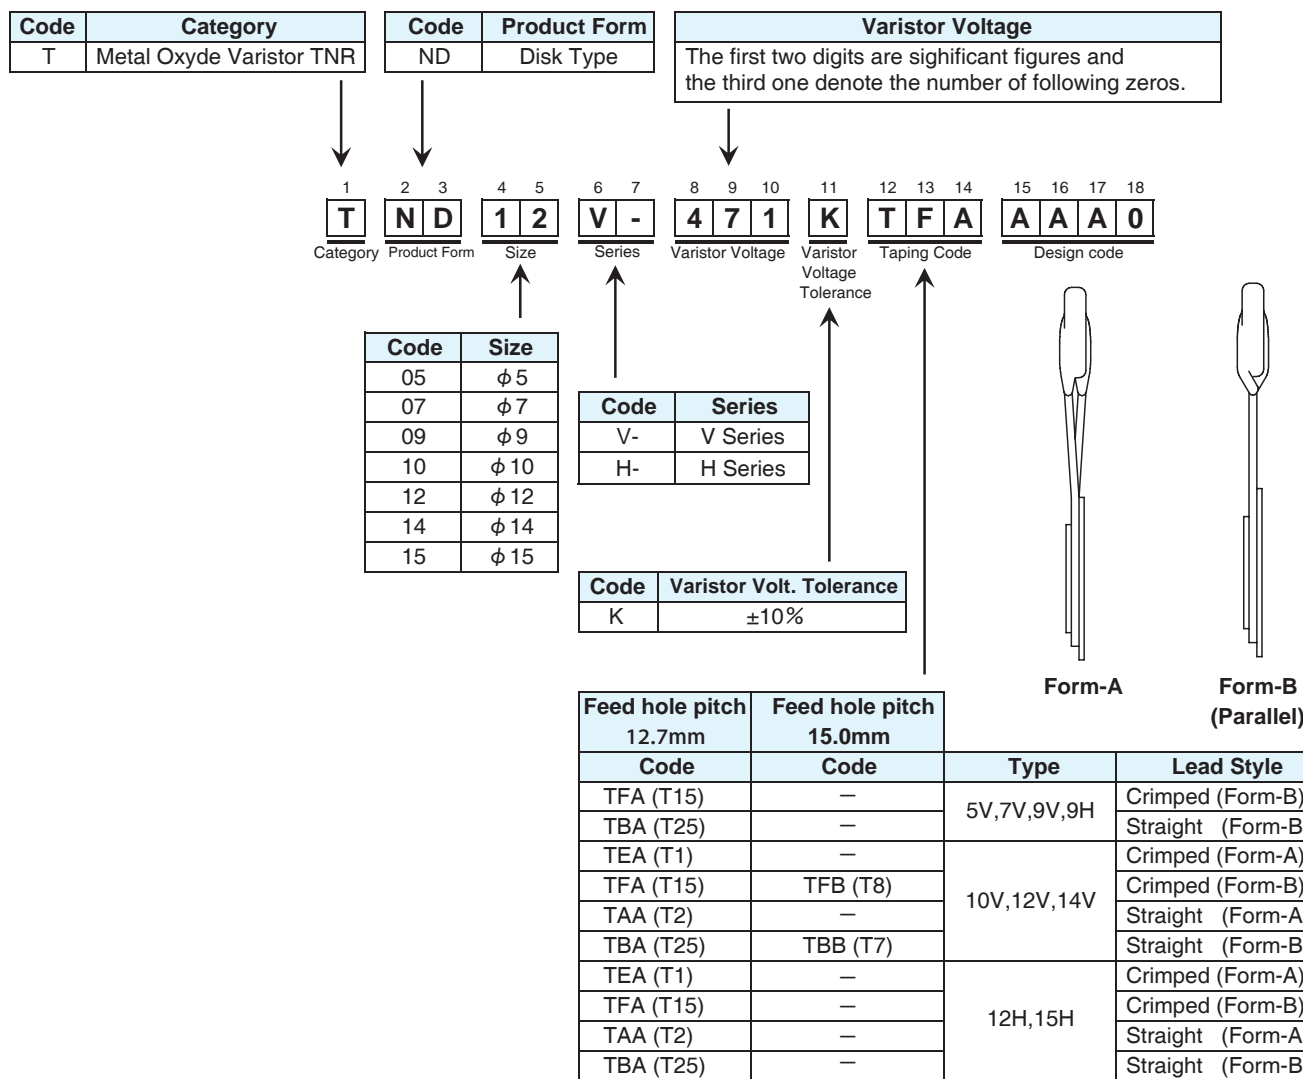 Code Category
T Metal Oxyde Varistor TNR
Code Product Form
ND Disk Type
Varistor Voltage
The first two digits are sighificant figures and
the third one denote the number of following zeros.
1 2 3 4 5 6 7 8 9 10 11 12 13 14 15 16 17 18
T N D 1 2 V - 4 7 1 K T F A A A A 0
Category Product Form Size Series Varistor Voltage Varistor Voltage Tolerance Taping Code Design code
Code Size
05 φ5
07 φ7
09 φ9
10 φ10
12 φ12
14 φ14
15 φ15
Code Series
V- V Series
H- H Series
Code Varistor Volt. Tolerance
K ±10%
Form-A
Form-B
(Parallel)
Feed hole pitch Feed hole pitch
12.7mm 15.0mm
Code Code Type Lead Style
TFA (T15) — 5V,7V,9V,9H Crimped (Form-B)
TBA (T25) — Straight (Form-B
TEA (T1) — 10V,12V,14V Crimped (Form-A)
TFA (T15) TFB (T8) Crimped (Form-B)
TAA (T2) — Straight (Form-A
TBA (T25) TBB (T7) Straight (Form-B
TEA (T1) — 12H,15H Crimped (Form-A)
TFA (T15) — Crimped (Form-B)
TAA (T2) — Straight (Form-A
TBA (T25) — Straight (Form-B